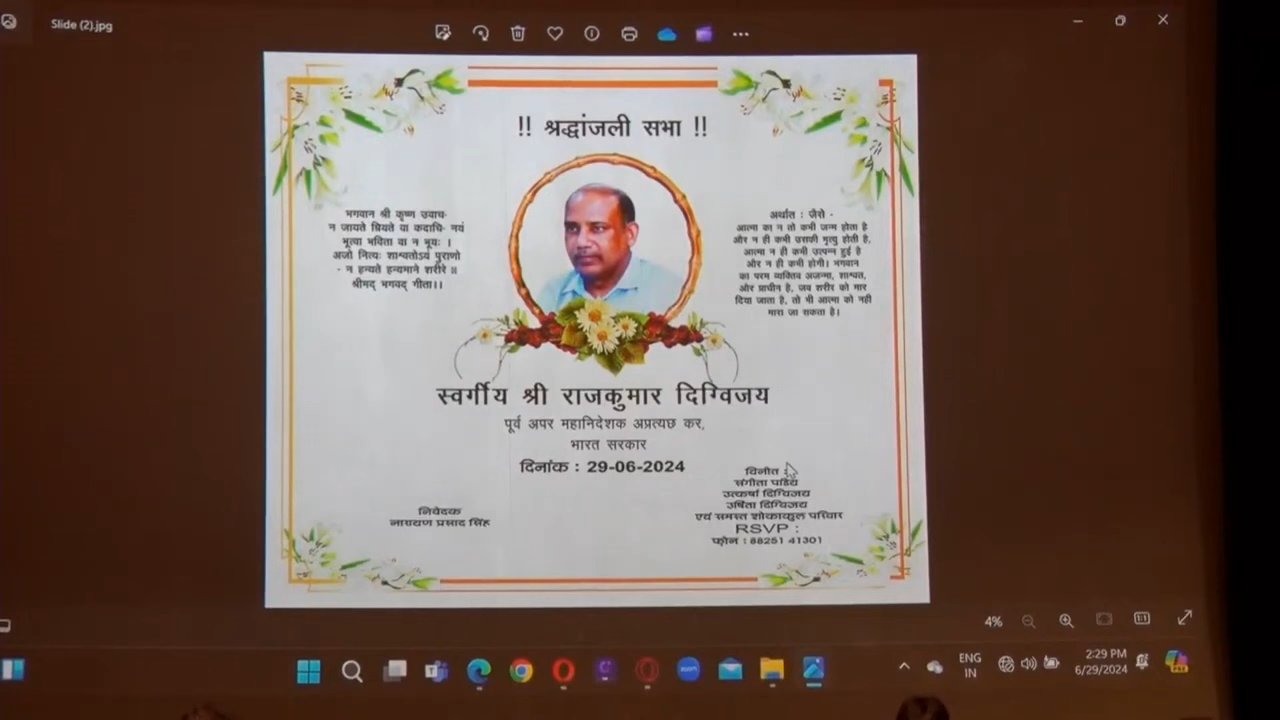 Slide (2).jpg
!! श्रद्धांजली सभा !!
भगवान श्री कृष्ण उवाच-
न जायते म्रियते वा कदाचि- नयं
भूत्वा भविता वा न भूयः ।
अजो नित्यः शाश्वतोऽयं पुराणो
- न हन्यते हन्यमाने शरीरे ॥
श्रीमद् भगवद् गीता।।
अर्थात : जैसे -
आत्मा का न तो कभी जन्म होता है
और न ही कभी उसकी मृत्यु होती है,
आत्मा न ही कभी उत्पन्न हुई है
और न ही कभी होगी। भगवान
का परम व्यक्तित्व अजन्मा, शाश्वत,
और प्राचीन है, जब शरीर को मार
दिया जाता है, तो भी आत्मा को नही
मारा जा सकता है।
स्वर्गीय श्री राजकुमार दिग्विजय
पूर्व अपर महानिदेशक अप्रत्यछ कर,
भारत सरकार
दिनांक : 29-06-2024
निवेदक
नारायण प्रसाद सिंह
विनीत :
संगीता
उत्कर्षा दिग्विजय
उर्षिता दिग्विजय
एवं समस्त शोकाकुल परिवार
RSVP :
फ़ोन : 88251 41301
4%
zoom
ENG
IN
2:29 PM
6/29/2024